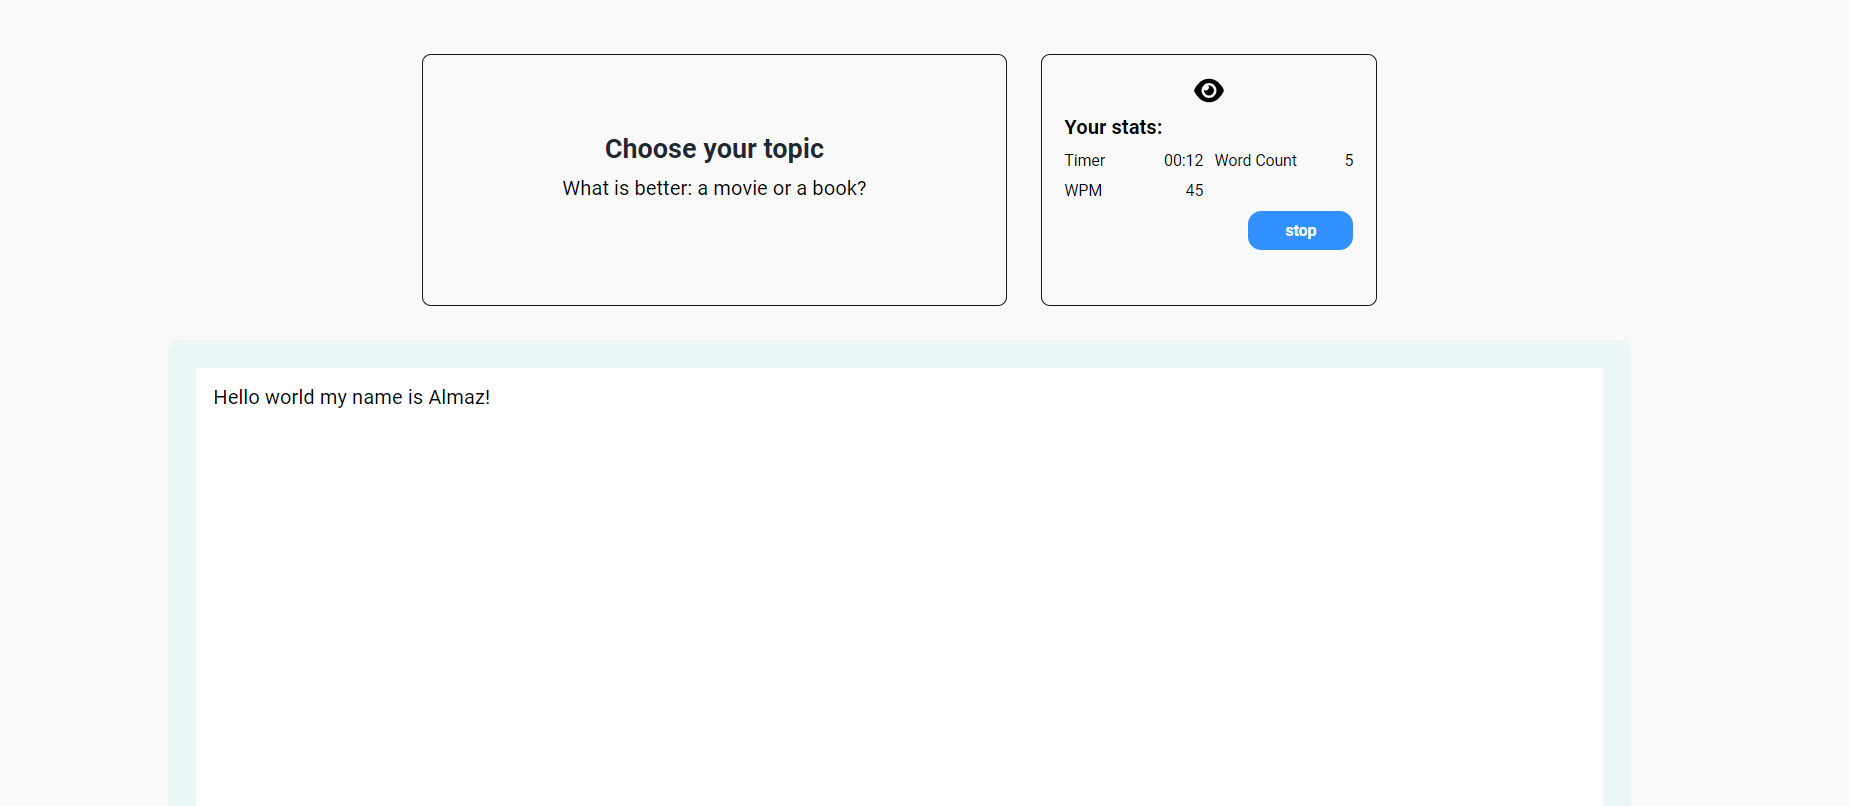 Choose your topic
What is better: a movie or a book?
Your stats:
Timer 00:12 Word Count 5
WPM 45
stop
Hello world my name is Almaz!